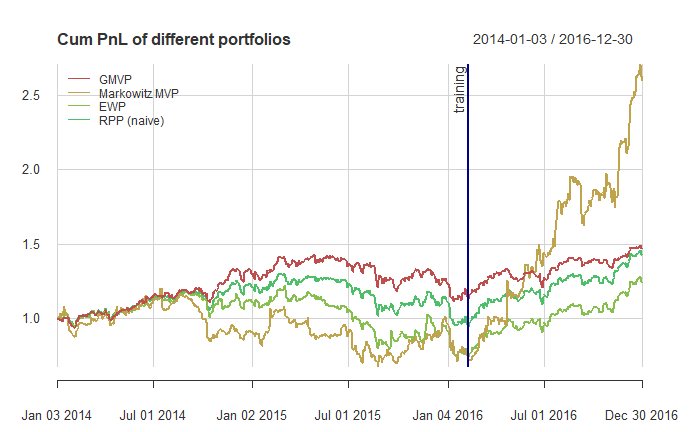 Cum PnL of different portfolios
2014-01-03 / 2016-12-30
GMVP
Markowitz MVP
EWP
RPP (naive)
training
2.5
2.0
1.5
1.0
Jan 03 2014
Jul 01 2014
Jan 02 2015
Jul 01 2015
Jan 04 2016
Jul 01 2016
Dec 30 2016